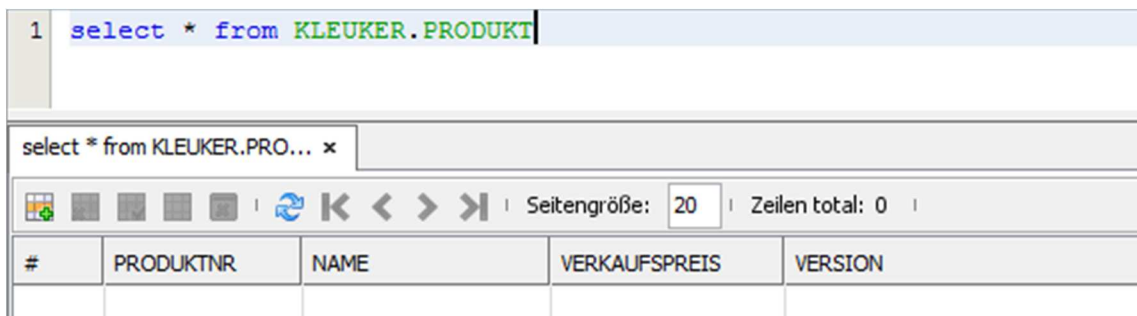 1 select * from KLEUKER.PRODUKT
select * from KLEUKER.PRO... x
Seitengröße: 20 Zeilen total: 0
# PRODUKTNR NAME VERKAUFSPREIS VERSION